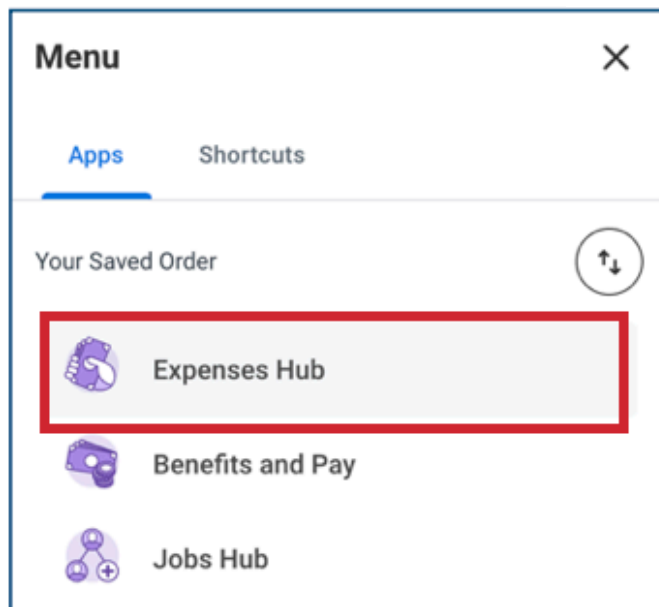 Menu
Apps Shortcuts
Your Saved Order
Expenses Hub
Benefits and Pay
Jobs Hub